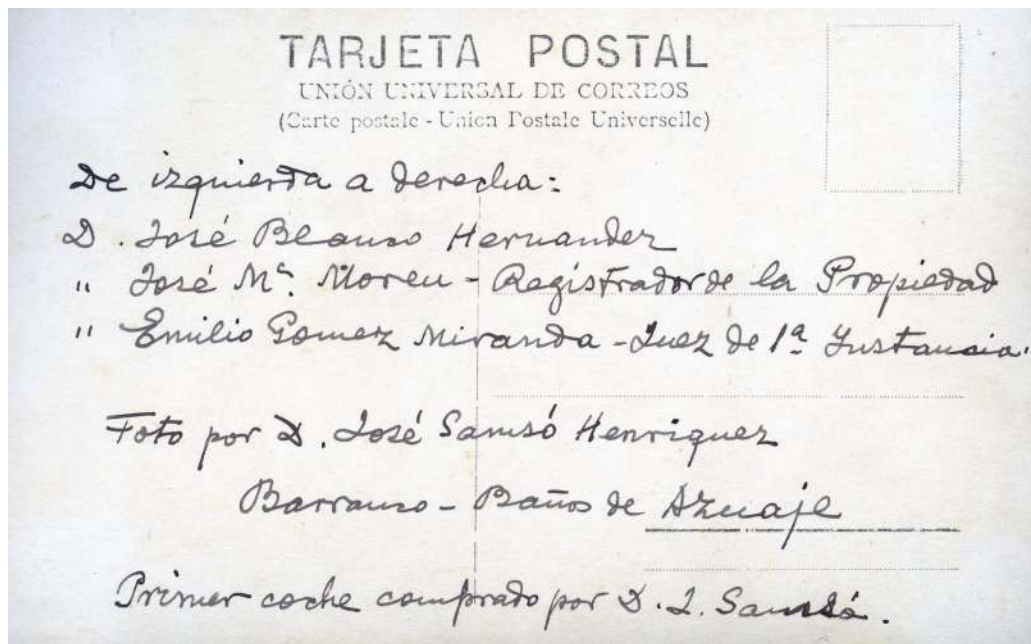 TARJETA POSTAL
UNIÓN UNIVERSAL DE CORREOS
(Carte postale - Union Postale Universelle)
De izquierda a derecha:
D. José Blanco Hernandez
" José Mª. Moreu - Registrador de la Propiedad
" Emilio Gomez Miranda - Juez de 1ª Instancia.
Foto por D. José Samsó Henriquez
Barranco - Baños de Azuaje
Primer coche comprado por D. J. Samsó.